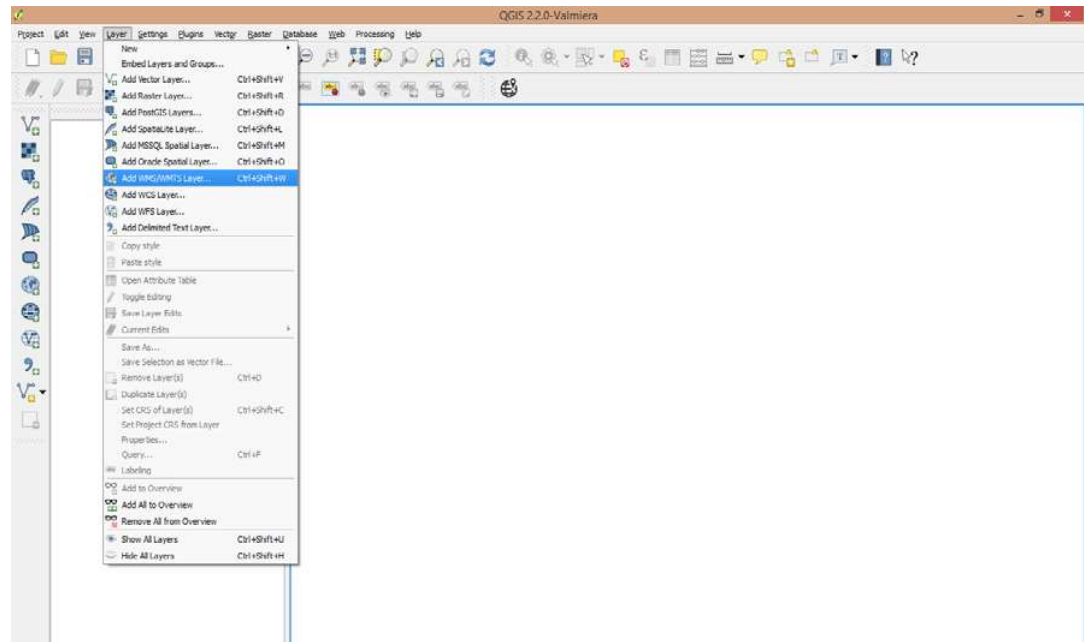 QGIS 2.2.0-Valmiera
Project Edit View Layer Settings Plugins Vector Raster Database Web Processing Help
New
Embed Layers and Groups...
Add Vector Layer... Ctrl+Shift+V
Add Raster Layer... Ctrl+Shift+R
Add PostGIS Layers... Ctrl+Shift+D
Add SpatiaLite Layer... Ctrl+Shift+L
Add MSSQL Spatial Layer... Ctrl+Shift+M
Add Oracle Spatial Layer... Ctrl+Shift+O
Add WMS/WMTS Layer... Ctrl+Shift+W
Add WCS Layer...
Add WFS Layer...
Add Delimited Text Layer...
Copy style
Paste style
Open Attribute Table
Toggle Editing
Save Layer Edits
Current Edits
Save As...
Save Selection as Vector File...
Remove Layer(s) Ctrl+D
Duplicate Layer(s)
Set CRS of Layer(s) Ctrl+Shift+C
Set Project CRS from Layer
Properties...
Query... Ctrl+F
Labeling
Add to Overview
Add All to Overview
Remove All from Overview
Show All Layers Ctrl+Shift+U
Hide All Layers Ctrl+Shift+H